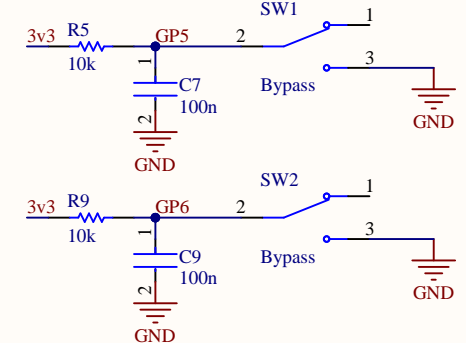 SW1
1
3v3 R5 GP5 2
10k
3
1 C7 Bypass
100n
2
GND
GND
SW2
1
3v3 R9 GP6 2
10k
3
1 C9 Bypass
100n
2
GND
GND